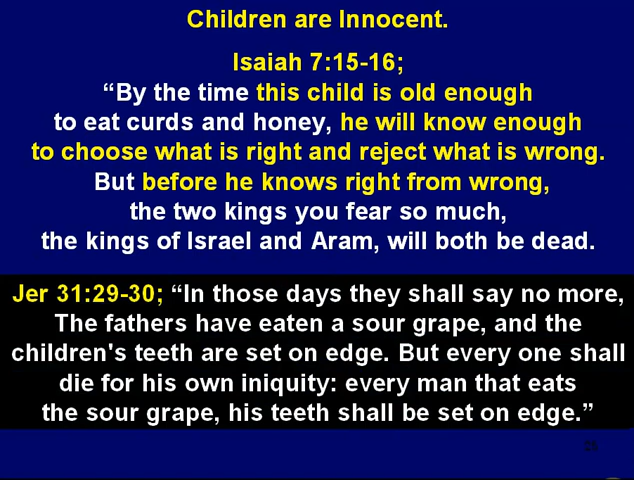 Children are Innocent.
Isaiah 7:15-16;
“By the time this child is old enough
to eat curds and honey, he will know enough
to choose what is right and reject what is wrong.
But before he knows right from wrong,
the two kings you fear so much,
the kings of Israel and Aram, will both be dead.
Jer 31:29-30; “In those days they shall say no more,
The fathers have eaten a sour grape, and the
children's teeth are set on edge. But every one shall
die for his own iniquity: every man that eats
the sour grape, his teeth shall be set on edge.”